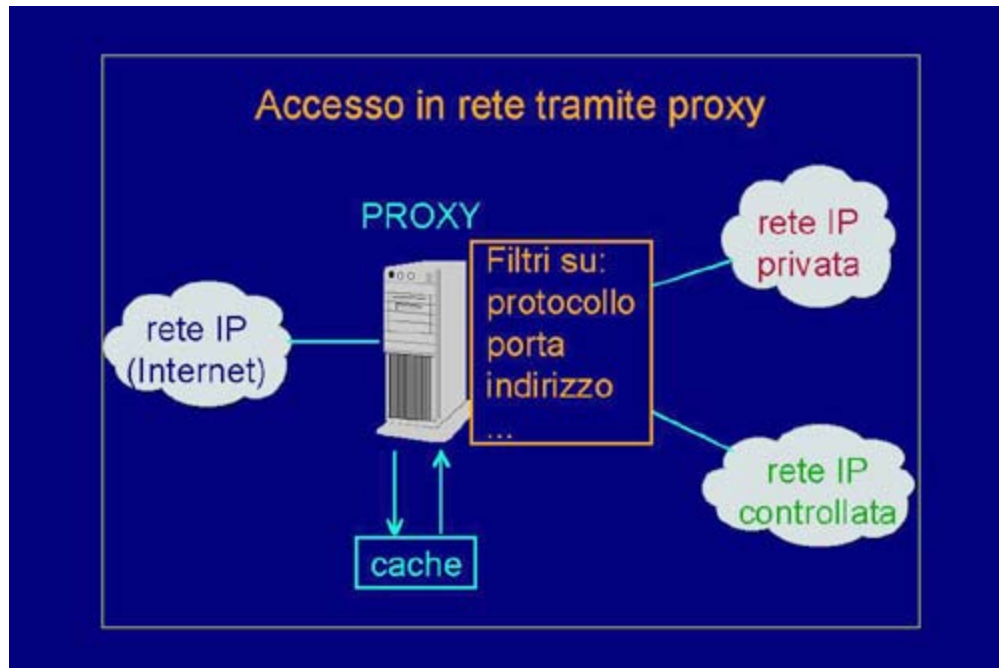 Accesso in rete tramite proxy
PROXY
rete IP
(Internet)
Filtri su:
protocollo
porta
indirizzo
...
rete IP
privata
rete IP
controllata
cache